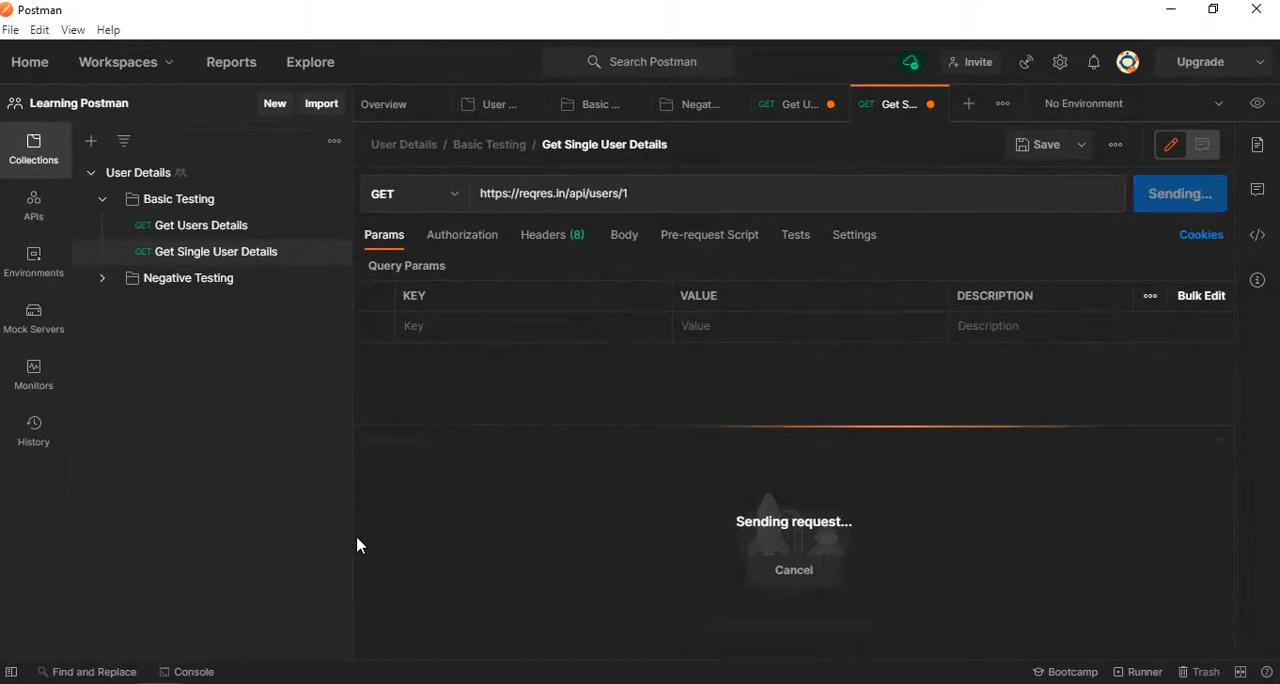 Postman
File Edit View Help
Home Workspaces Reports Explore Search Postman Invite Upgrade
Learning Postman New Import Overview User ... Basic ... Negat... GET Get U... GET Get S... No Environment
Collections
User Details / Basic Testing / Get Single User Details Save
User Details
GET https://reqres.in/api/users/1 Sending...
Basic Testing
APIs
GET Get Users Details
Params Authorization Headers (8) Body Pre-request Script Tests Settings Cookies
GET Get Single User Details
Environments
Query Params
Negative Testing
KEY VALUE DESCRIPTION Bulk Edit
Mock Servers
Key Value Description
Monitors
History
Sending request...
Cancel
Find and Replace Console Bootcamp Runner Trash